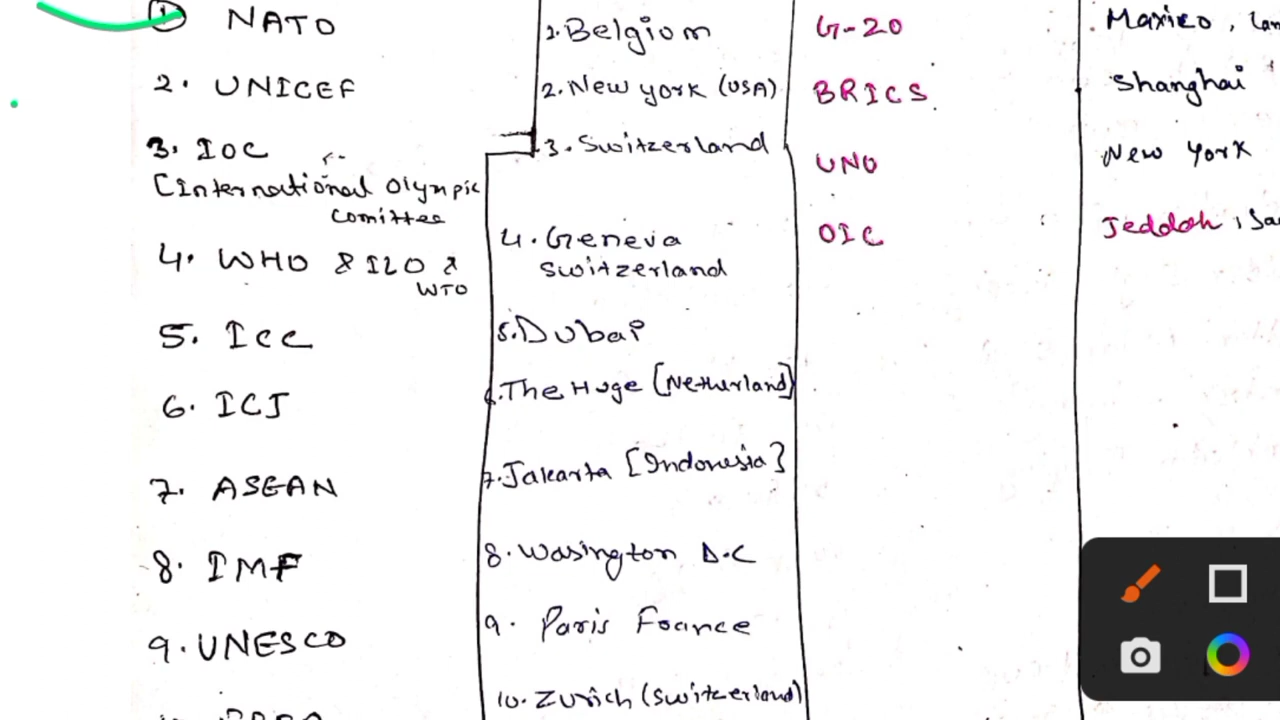 1 NATO 1. Belgiom G-20 Maxico,
2. UNICEF 2. New york (USA) BRICS Shanghai
3. IOC 3. Switzerland UNO New York
[International Olympic
Comittee
OIC Jeddah,
4. WHO & ILO & 4. Geneva
WTO Switzerland
5. ICC 5. Dubai
6. ICJ 6. The Huge [Netherland]
7. ASEAN 7. Jakarta [Indonesia]
8. IMF 8. Wasington D.C
9. UNESCO 9. Paris France
10. Zurich (Switzerland)